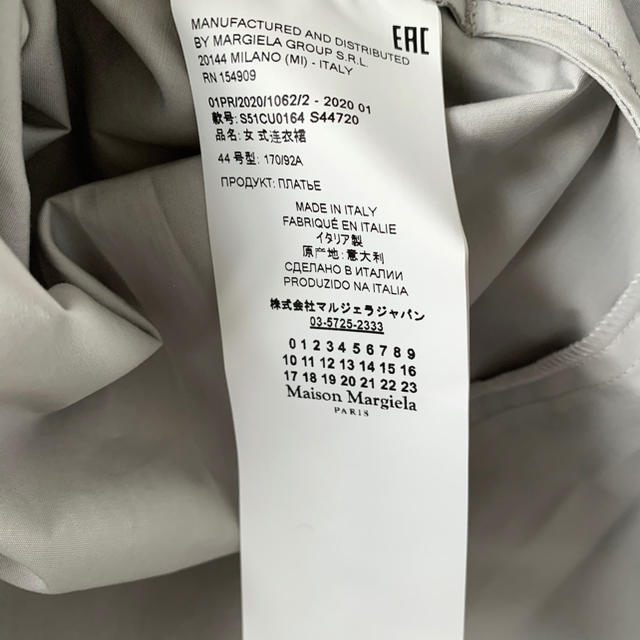 MANUFACTURED AND DISTRIBUTED
BY MARGIELA GROUP S.R.L.
20144 MILANO (MI) - ITALY
RN 154909
EAC
01PR/2020/1062/2 - 2020 01
款号: S51CU0164 S44720
品名: 女式连衣裙
44 号型: 170/92A
ПРОДУКТ: ПЛАТЬЕ
MADE IN ITALY
FABRIQUÉ EN ITALIE
イタリア製
原产地: 意大利
СДЕЛАНО В ИТАЛИИ
PRODUZIDO NA ITALIA
株式会社マルジェラジャパン
03-5725-2333
0 1 2 3 4 5 6 7 8 9
10 11 12 13 14 15 16
17 18 19 20 21 22 23
Maison Margiela
PARIS